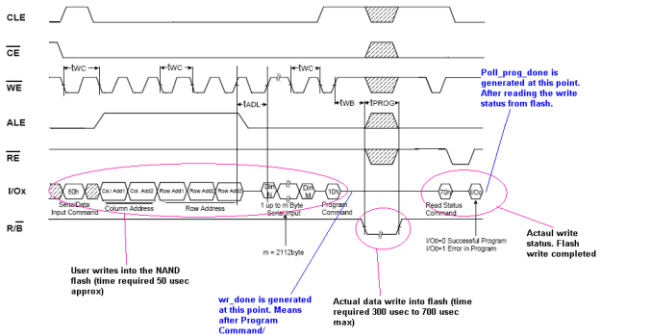 CLE
CE
tWC
tWC
tWC
WE
Poll_prog_done is
generated at this point.
After reading the write
status from flash.
tADL
tWB
tPROG
ALE
RE
I/Ox
80h
Col. Add1
Col. Add2
Row Add1
Row Add2
Row Add3
Din
N
Din
M
10h
70h
I/O
Serial Data
Input Command
Column Address
Row Address
1 up to m Byte
Serial Input
Program
Command
Read Status
Command
R/B
m = 2112byte
I/O0=0 Successful Program
I/O0=1 Error in Program
Actaul write
status. Flash
write completed
User writes into the NAND
flash (time required 50 usec
approx)
wr_done is generated
at this point. Means
after Program
Command/
Actual data write into flash (time
required 300 usec to 700 usec
max)